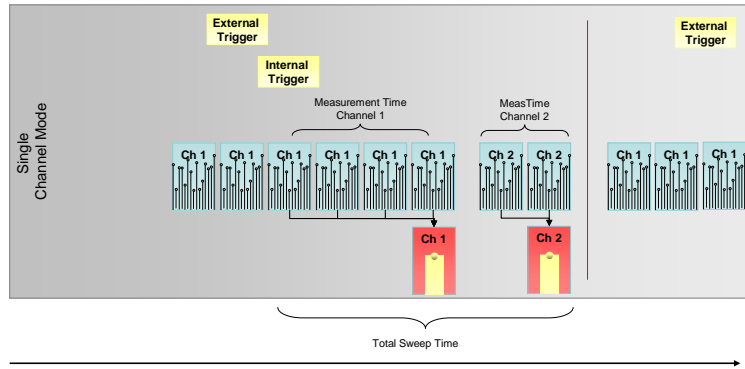 External
Trigger
External
Trigger
Internal
Trigger
Measurement Time
Channel 1
MeasTime
Channel 2
Single
Channel Mode
Ch 1
Ch 1
Ch 1
Ch 1
Ch 1
Ch 1
Ch 2
Ch 2
Ch 1
Ch 1
Ch 1
Ch 1
Ch 2
Total Sweep Time